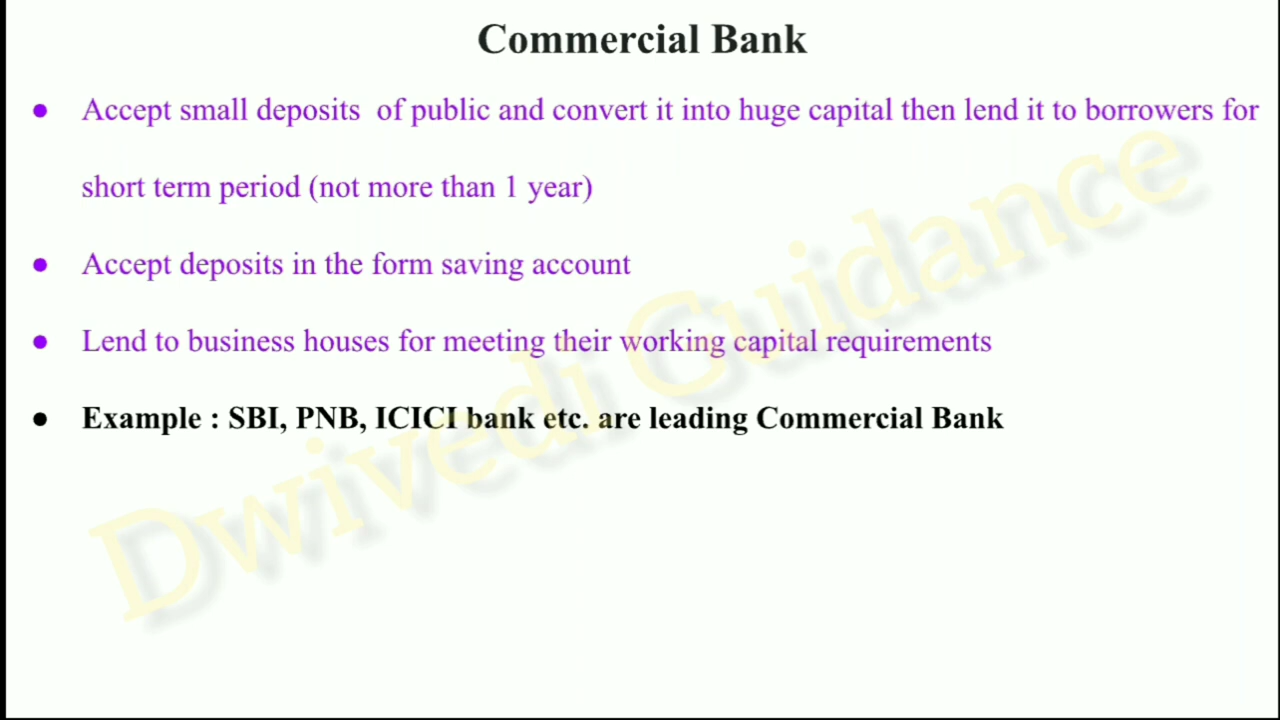 Commercial Bank
● Accept small deposits of public and convert it into huge capital then lend it to borrowers for
short term period (not more than 1 year)
● Accept deposits in the form saving account
● Lend to business houses for meeting their working capital requirements
● Example : SBI, PNB, ICICI bank etc. are leading Commercial Bank
Dwivedi Guidance